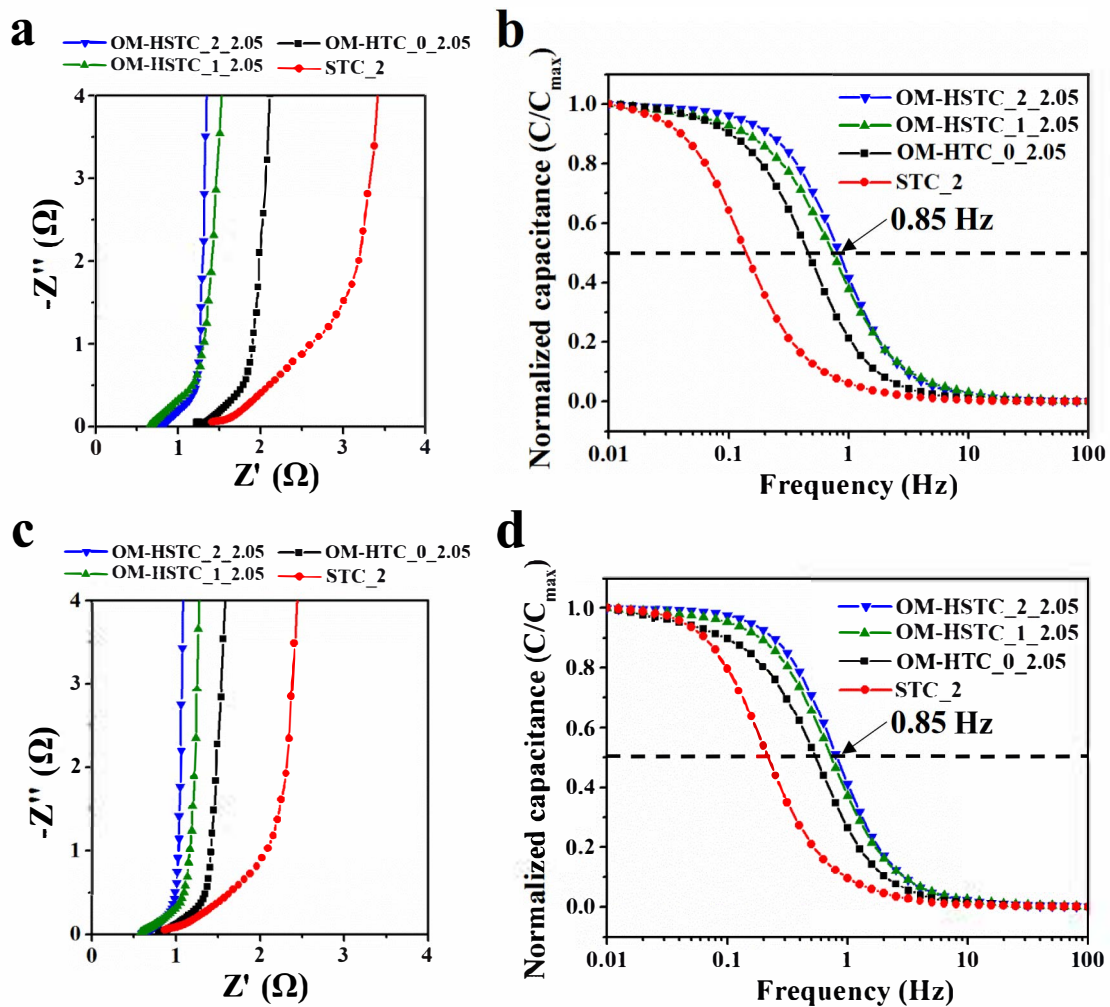 a
OM-HSTC_2_2.05 OM-HTC_0_2.05
OM-HSTC_1_2.05 STC_2
4
3
2
1
0
-Z'' (Ω)
0 1 2 3 4
Z' (Ω)
b
OM-HSTC_2_2.05
OM-HSTC_1_2.05
OM-HTC_0_2.05
STC_2
0.85 Hz
1.0
0.8
0.6
0.4
0.2
0.0
Normalized capacitance (C/Cmax)
0.01 0.1 1 10 100
Frequency (Hz)
c
OM-HSTC_2_2.05 OM-HTC_0_2.05
OM-HSTC_1_2.05 STC_2
4
3
2
1
0
-Z'' (Ω)
0 1 2 3 4
Z' (Ω)
d
OM-HSTC_2_2.05
OM-HSTC_1_2.05
OM-HTC_0_2.05
STC_2
0.85 Hz
1.0
0.8
0.6
0.4
0.2
0.0
Normalized capacitance (C/Cmax)
0.01 0.1 1 10 100
Frequency (Hz)